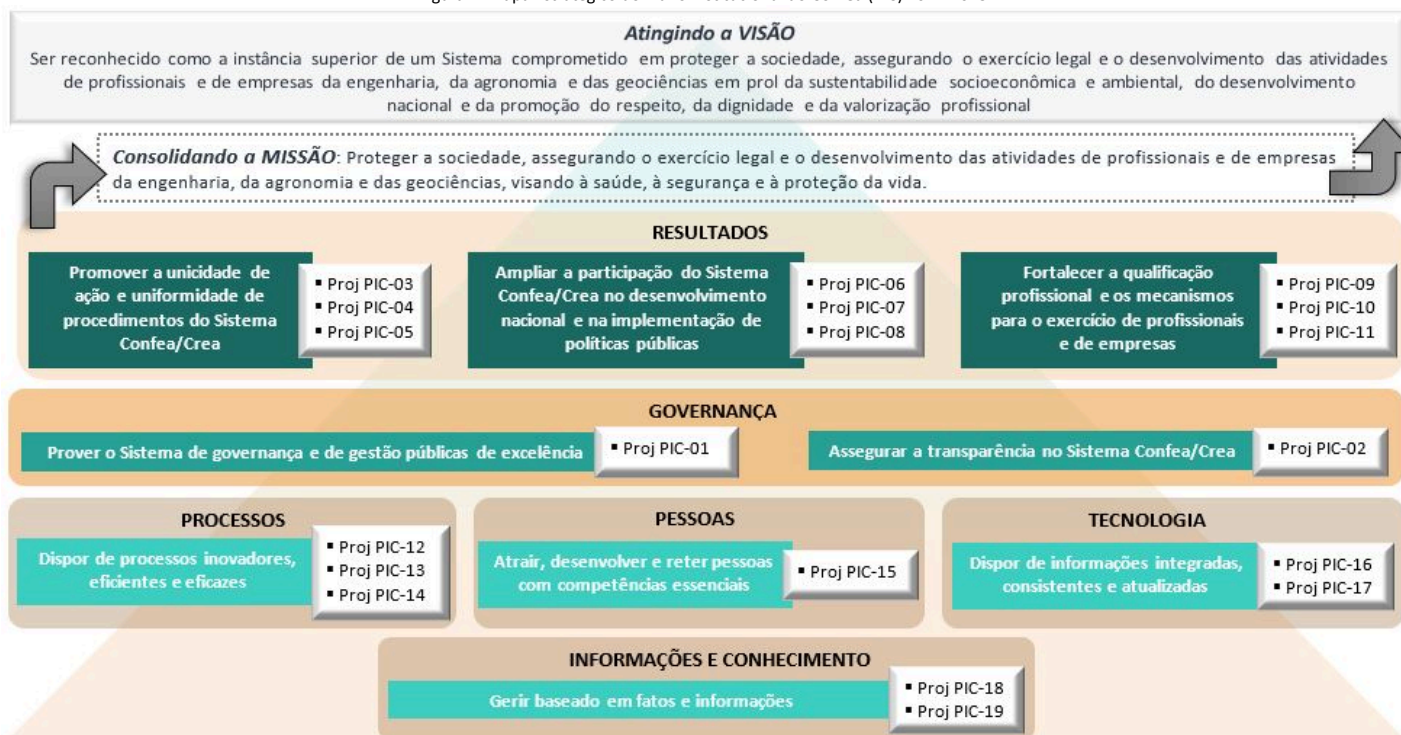 Atingindo a VISÃO
Ser reconhecido como a instância superior de um Sistema comprometido em proteger a sociedade, assegurando o exercício legal e o desenvolvimento das atividades
de profissionais e de empresas da engenharia, da agronomia e das geociências em prol da sustentabilidade socioeconômica e ambiental, do desenvolvimento
nacional e da promoção do respeito, da dignidade e da valorização profissional
Consolidando a MISSÃO: Proteger a sociedade, assegurando o exercício legal e o desenvolvimento das atividades de profissionais e de empresas
da engenharia, da agronomia e das geociências, visando à saúde, à segurança e à proteção da vida.
RESULTADOS
Promover a unicidade de
ação e uniformidade de
procedimentos do Sistema
Confea/Crea
▪ Proj PIC-03
▪ Proj PIC-04
▪ Proj PIC-05
Ampliar a participação do Sistema
Confea/Crea no desenvolvimento
nacional e na implementação de
políticas públicas
▪ Proj PIC-06
▪ Proj PIC-07
▪ Proj PIC-08
Fortalecer a qualificação
profissional e os mecanismos
para o exercício de profissionais
e de empresas
▪ Proj PIC-09
▪ Proj PIC-10
▪ Proj PIC-11
GOVERNANÇA
Prover o Sistema de governança e de gestão públicas de excelência
▪ Proj PIC-01
Assegurar a transparência no Sistema Confea/Crea
▪ Proj PIC-02
PROCESSOS
Dispor de processos inovadores,
eficientes e eficazes
▪ Proj PIC-12
▪ Proj PIC-13
▪ Proj PIC-14
PESSOAS
Atrair, desenvolver e reter pessoas
com competências essenciais
▪ Proj PIC-15
TECNOLOGIA
Dispor de informações integradas,
consistentes e atualizadas
▪ Proj PIC-16
▪ Proj PIC-17
INFORMAÇÕES E CONHECIMENTO
Gerir baseado em fatos e informações
▪ Proj PIC-18
▪ Proj PIC-19